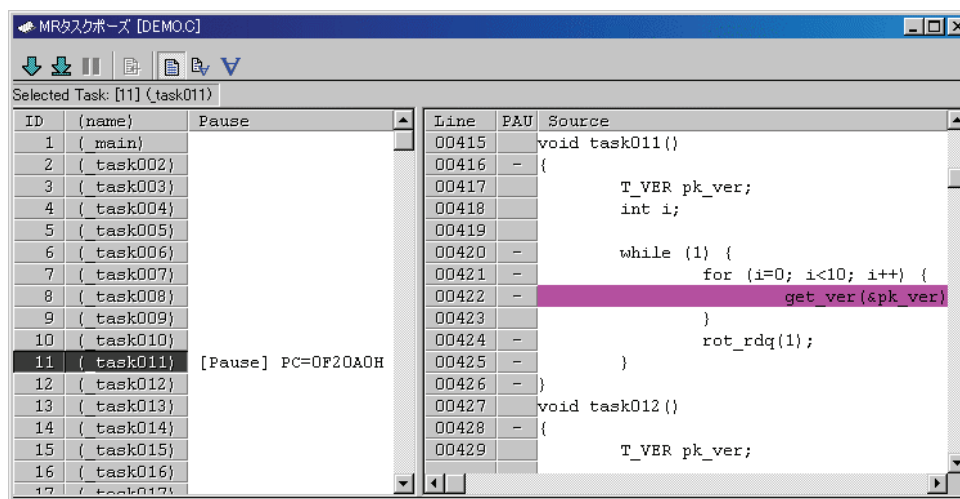 MRタスクポーズ [DEMO.C]
Selected Task: [11] (_task011)
ID (name) Pause
1 (_main)
2 (_task002)
3 (_task003)
4 (_task004)
5 (_task005)
6 (_task006)
7 (_task007)
8 (_task008)
9 (_task009)
10 (_task010)
11 (_task011) [Pause] PC=0F20A0H
12 (_task012)
13 (_task013)
14 (_task014)
15 (_task015)
16 (_task016)
17 (_task017)
Line PAU Source
00415 void task011()
00416 - {
00417 T_VER pk_ver;
00418 int i;
00419
00420 - while (1) {
00421 - for (i=0; i<10; i++) {
00422 - get_ver(&pk_ver)
00423 }
00424 - rot_rdq(1);
00425 - }
00426 - }
00427 void task012()
00428 - {
00429 T_VER pk_ver;